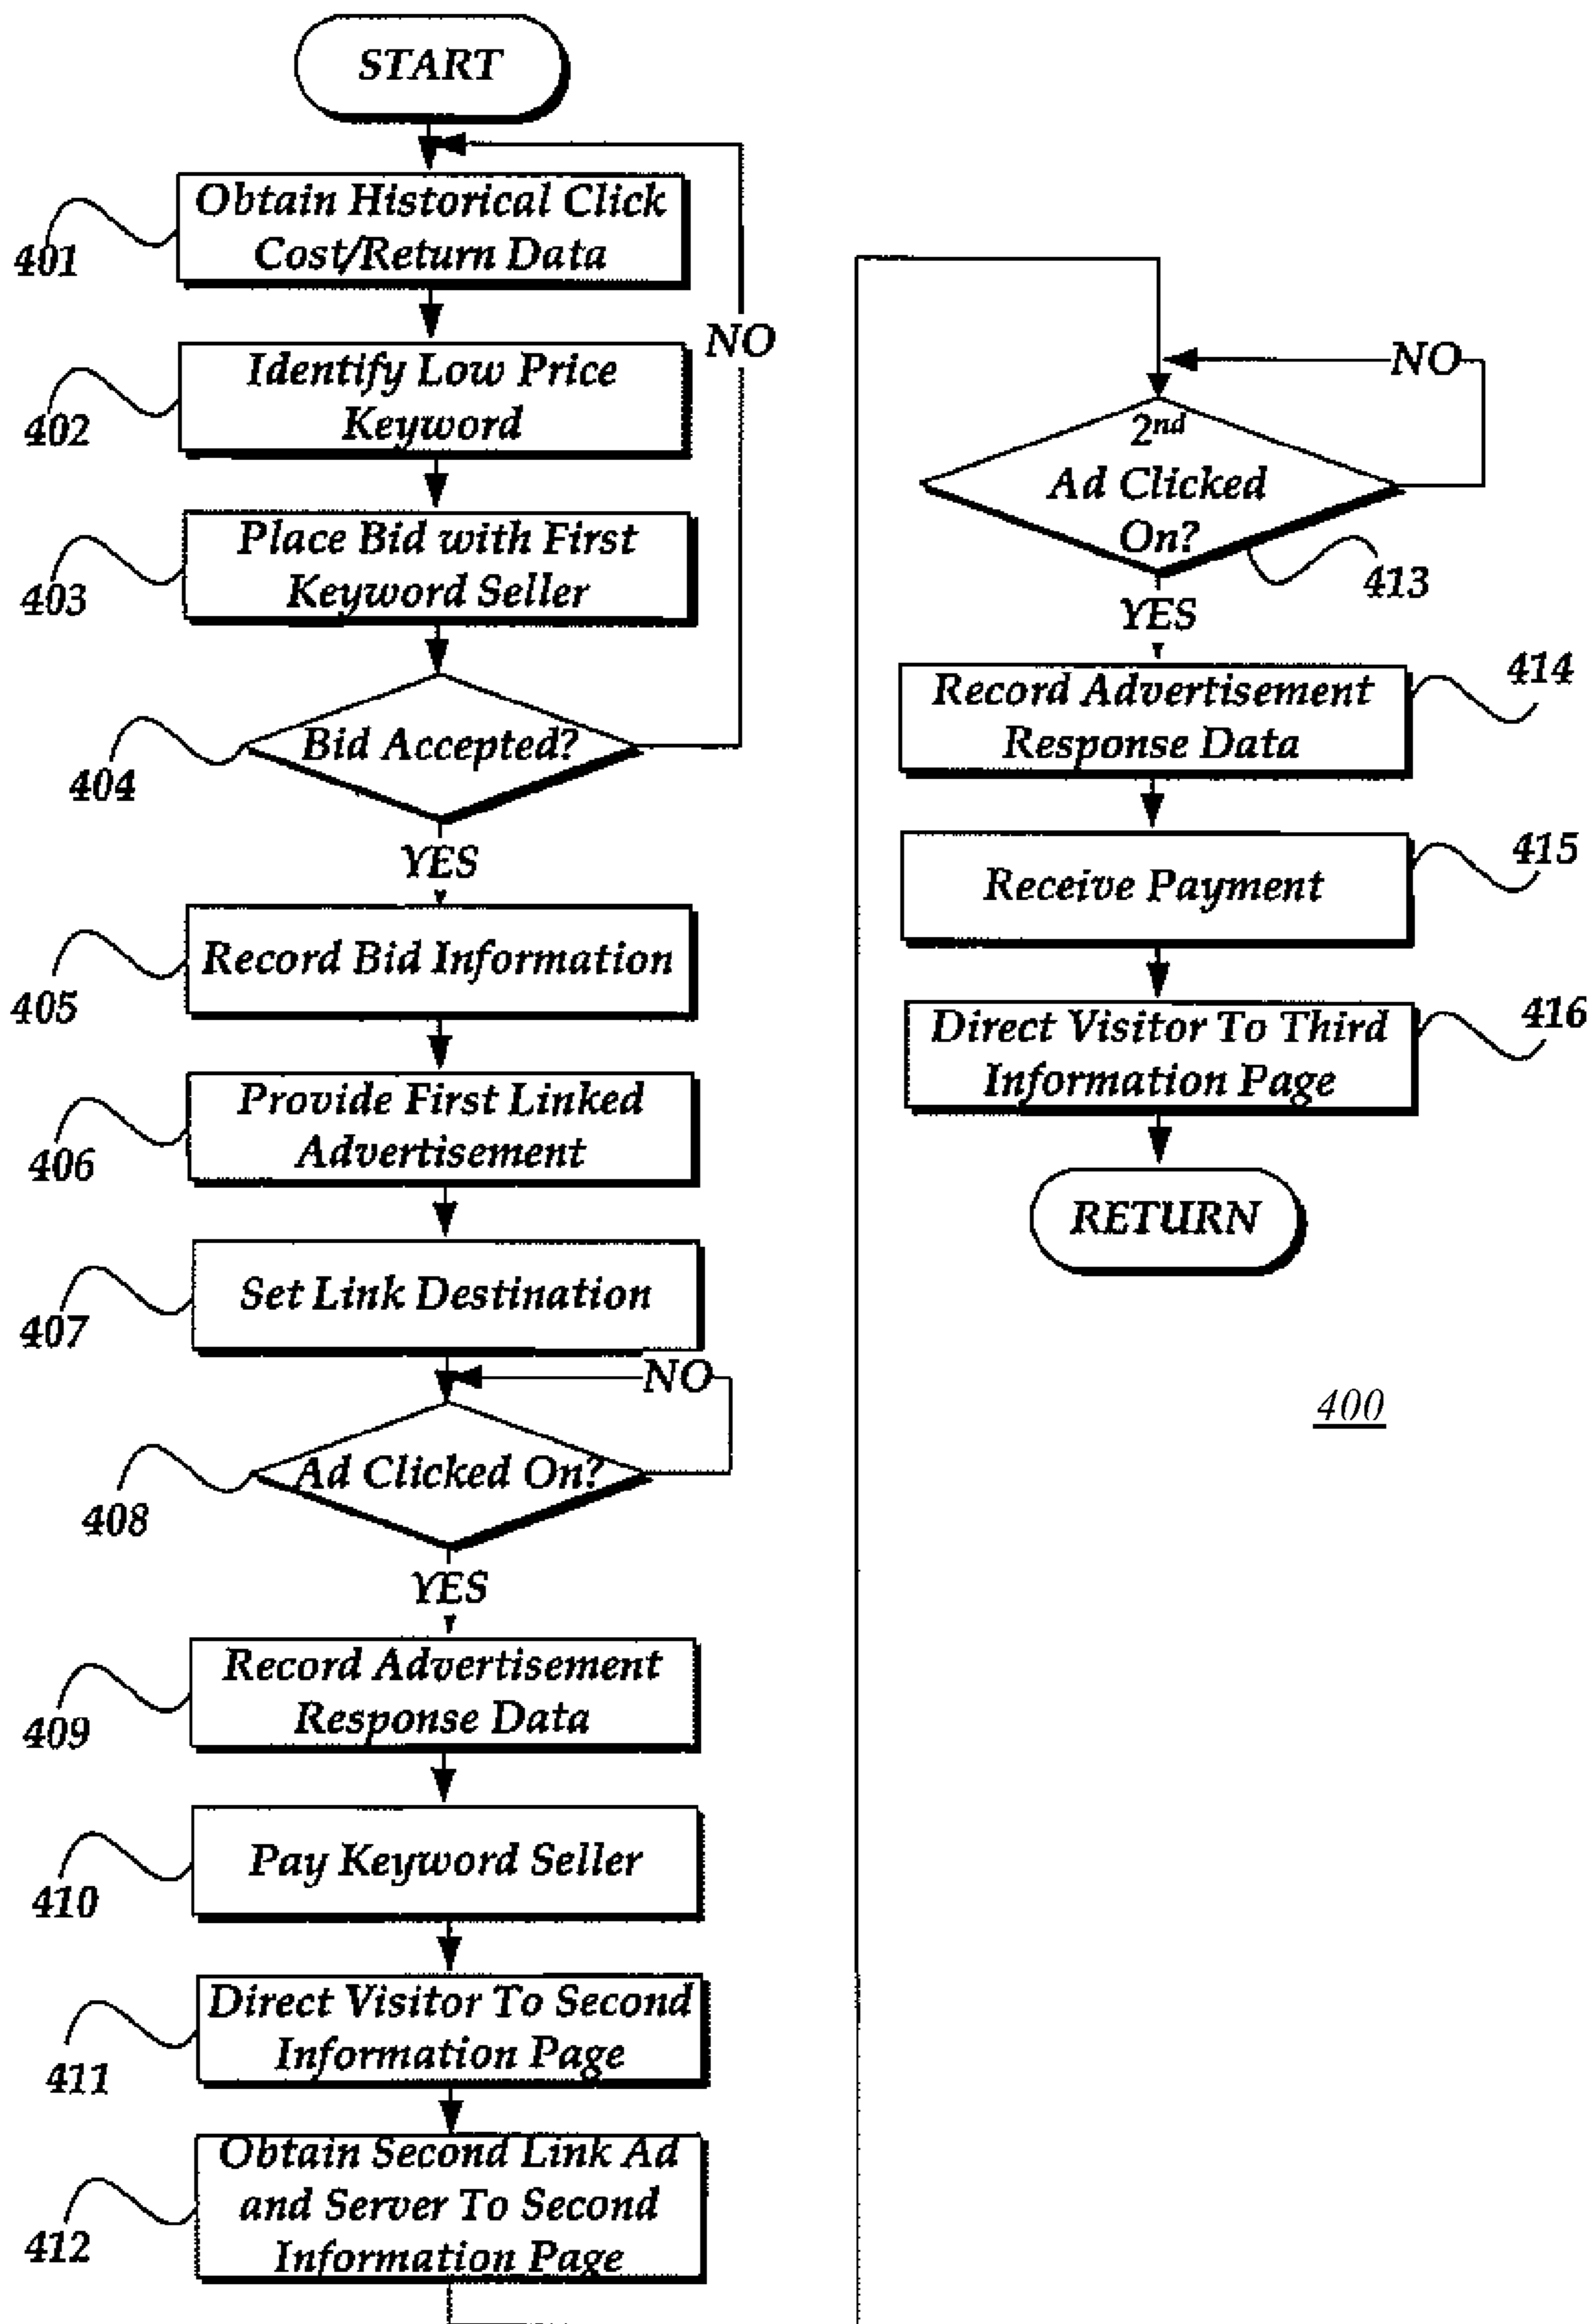 START
401
Obtain Historical Click
Cost/Return Data
NO
402
Identify Low Price
Keyword
403
Place Bid with First
Keyword Seller
404
Bid Accepted?
YES
405
Record Bid Information
406
Provide First Linked
Advertisement
407
Set Link Destination
NO
408
Ad Clicked On?
YES
409
Record Advertisement
Response Data
410
Pay Keyword Seller
411
Direct Visitor To Second
Information Page
412
Obtain Second Link Ad
and Server To Second
Information Page
NO
2nd
Ad Clicked
On?
413
YES
414
Record Advertisement
Response Data
415
Receive Payment
416
Direct Visitor To Third
Information Page
RETURN
400